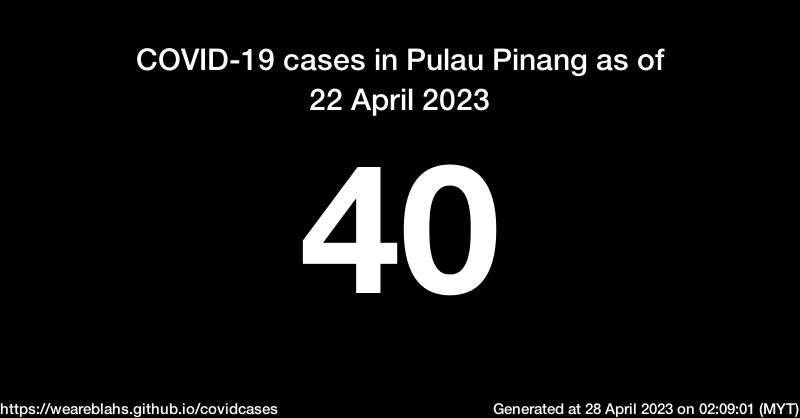 COVID-19 cases in Pulau Pinang as of
22 April 2023
40
https://weareblahs.github.io/covidcases
Generated at 28 April 2023 on 02:09:01 (MYT)